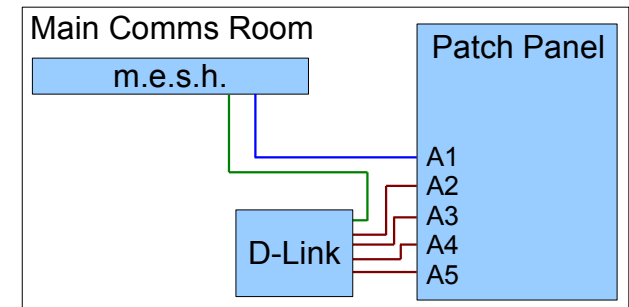 Main Comms Room
m.e.s.h.
Patch Panel
A1
A2
A3
A4
A5
D-Link